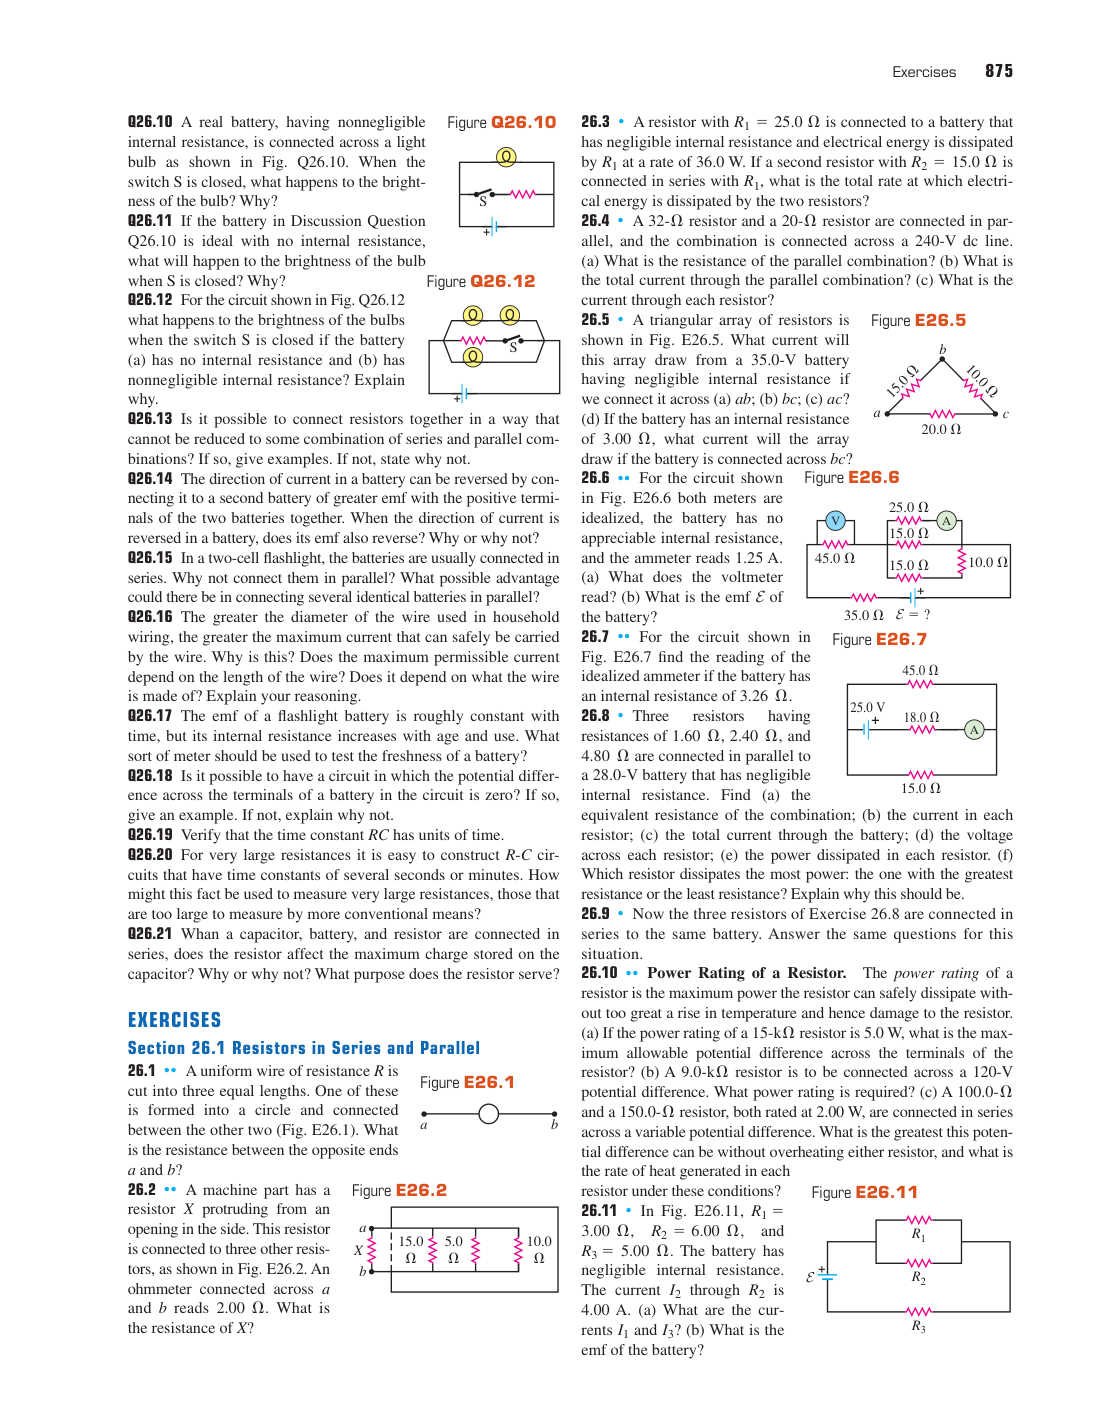 Exercises 875
Q26.10 A real battery, having nonnegligible
internal resistance, is connected across a light
bulb as shown in Fig. Q26.10. When the
switch S is closed, what happens to the bright-
ness of the bulb? Why?
Q26.11 If the battery in Discussion Question
Q26.10 is ideal with no internal resistance,
what will happen to the brightness of the bulb
when S is closed? Why?
Figure Q26.10
S
+
Q26.12 For the circuit shown in Fig. Q26.12
what happens to the brightness of the bulbs
when the switch S is closed if the battery
(a) has no internal resistance and (b) has
nonnegligible internal resistance? Explain
why.
Figure Q26.12
S
+
Q26.13 Is it possible to connect resistors together in a way that
cannot be reduced to some combination of series and parallel com-
binations? If so, give examples. If not, state why not.
Q26.14 The direction of current in a battery can be reversed by con-
necting it to a second battery of greater emf with the positive termi-
nals of the two batteries together. When the direction of current is
reversed in a battery, does its emf also reverse? Why or why not?
Q26.15 In a two-cell flashlight, the batteries are usually connected in
series. Why not connect them in parallel? What possible advantage
could there be in connecting several identical batteries in parallel?
Q26.16 The greater the diameter of the wire used in household
wiring, the greater the maximum current that can safely be carried
by the wire. Why is this? Does the maximum permissible current
depend on the length of the wire? Does it depend on what the wire
is made of? Explain your reasoning.
Q26.17 The emf of a flashlight battery is roughly constant with
time, but its internal resistance increases with age and use. What
sort of meter should be used to test the freshness of a battery?
Q26.18 Is it possible to have a circuit in which the potential differ-
ence across the terminals of a battery in the circuit is zero? If so,
give an example. If not, explain why not.
Q26.19 Verify that the time constant RC has units of time.
Q26.20 For very large resistances it is easy to construct R-C cir-
cuits that have time constants of several seconds or minutes. How
might this fact be used to measure very large resistances, those that
are too large to measure by more conventional means?
Q26.21 Whan a capacitor, battery, and resistor are connected in
series, does the resistor affect the maximum charge stored on the
capacitor? Why or why not? What purpose does the resistor serve?
EXERCISES
Section 26.1 Resistors in Series and Parallel
26.1 •• A uniform wire of resistance R is
cut into three equal lengths. One of these
is formed into a circle and connected
between the other two (Fig. E26.1). What
is the resistance between the opposite ends
a and b?
Figure E26.1
a b
26.2 •• A machine part has a
resistor X protruding from an
opening in the side. This resistor
is connected to three other resis-
tors, as shown in Fig. E26.2. An
ohmmeter connected across a
and b reads 2.00 Ω. What is
the resistance of X?
Figure E26.2
a
X
b
15.0 Ω
5.0 Ω
10.0 Ω
26.3 • A resistor with R1 = 25.0 Ω is connected to a battery that
has negligible internal resistance and electrical energy is dissipated
by R1 at a rate of 36.0 W. If a second resistor with R2 = 15.0 Ω is
connected in series with R1, what is the total rate at which electri-
cal energy is dissipated by the two resistors?
26.4 • A 32-Ω resistor and a 20-Ω resistor are connected in par-
allel, and the combination is connected across a 240-V dc line.
(a) What is the resistance of the parallel combination? (b) What is
the total current through the parallel combination? (c) What is the
current through each resistor?
26.5 • A triangular array of resistors is
shown in Fig. E26.5. What current will
this array draw from a 35.0-V battery
having negligible internal resistance if
we connect it across (a) ab; (b) bc; (c) ac?
(d) If the battery has an internal resistance
of 3.00 Ω, what current will the array
draw if the battery is connected across bc?
Figure E26.5
b
15.0 Ω
10.0 Ω
a
c
20.0 Ω
26.6 •• For the circuit shown
in Fig. E26.6 both meters are
idealized, the battery has no
appreciable internal resistance,
and the ammeter reads 1.25 A.
(a) What does the voltmeter
read? (b) What is the emf ℰ of
the battery?
Figure E26.6
25.0 Ω
V
A
15.0 Ω
45.0 Ω
15.0 Ω
10.0 Ω
+
35.0 Ω ℰ = ?
26.7 •• For the circuit shown in
Fig. E26.7 find the reading of the
idealized ammeter if the battery has
an internal resistance of 3.26 Ω.
Figure E26.7
45.0 Ω
25.0 V
+
18.0 Ω
A
15.0 Ω
26.8 • Three resistors having
resistances of 1.60 Ω, 2.40 Ω, and
4.80 Ω are connected in parallel to
a 28.0-V battery that has negligible
internal resistance. Find (a) the
equivalent resistance of the combination; (b) the current in each
resistor; (c) the total current through the battery; (d) the voltage
across each resistor; (e) the power dissipated in each resistor. (f)
Which resistor dissipates the most power: the one with the greatest
resistance or the least resistance? Explain why this should be.
26.9 • Now the three resistors of Exercise 26.8 are connected in
series to the same battery. Answer the same questions for this
situation.
26.10 •• Power Rating of a Resistor. The power rating of a
resistor is the maximum power the resistor can safely dissipate with-
out too great a rise in temperature and hence damage to the resistor.
(a) If the power rating of a 15-kΩ resistor is 5.0 W, what is the max-
imum allowable potential difference across the terminals of the
resistor? (b) A 9.0-kΩ resistor is to be connected across a 120-V
potential difference. What power rating is required? (c) A 100.0-Ω
and a 150.0-Ω resistor, both rated at 2.00 W, are connected in series
across a variable potential difference. What is the greatest this poten-
tial difference can be without overheating either resistor, and what is
the rate of heat generated in each
resistor under these conditions?
26.11 • In Fig. E26.11, R1 =
3.00 Ω, R2 = 6.00 Ω, and
R3 = 5.00 Ω. The battery has
negligible internal resistance.
The current I2 through R2 is
4.00 A. (a) What are the cur-
rents I1 and I3? (b) What is the
emf of the battery?
Figure E26.11
R1
+
ℰ
R2
R3